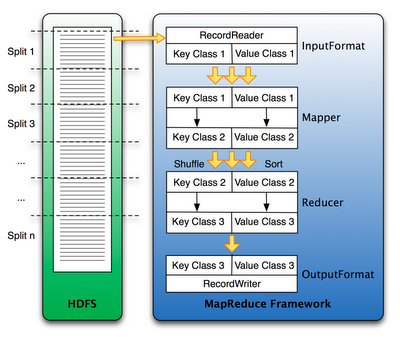 Split 1
Split 2
Split 3
...
...
Split n
HDFS
RecordReader
Key Class 1 Value Class 1
InputFormat
Key Class 1 Value Class 1
Mapper
Key Class 2 Value Class 2
Shuffle Sort
Key Class 2 Value Class 2
Reducer
Key Class 3 Value Class 3
Key Class 3 Value Class 3
OutputFormat
RecordWriter
MapReduce Framework